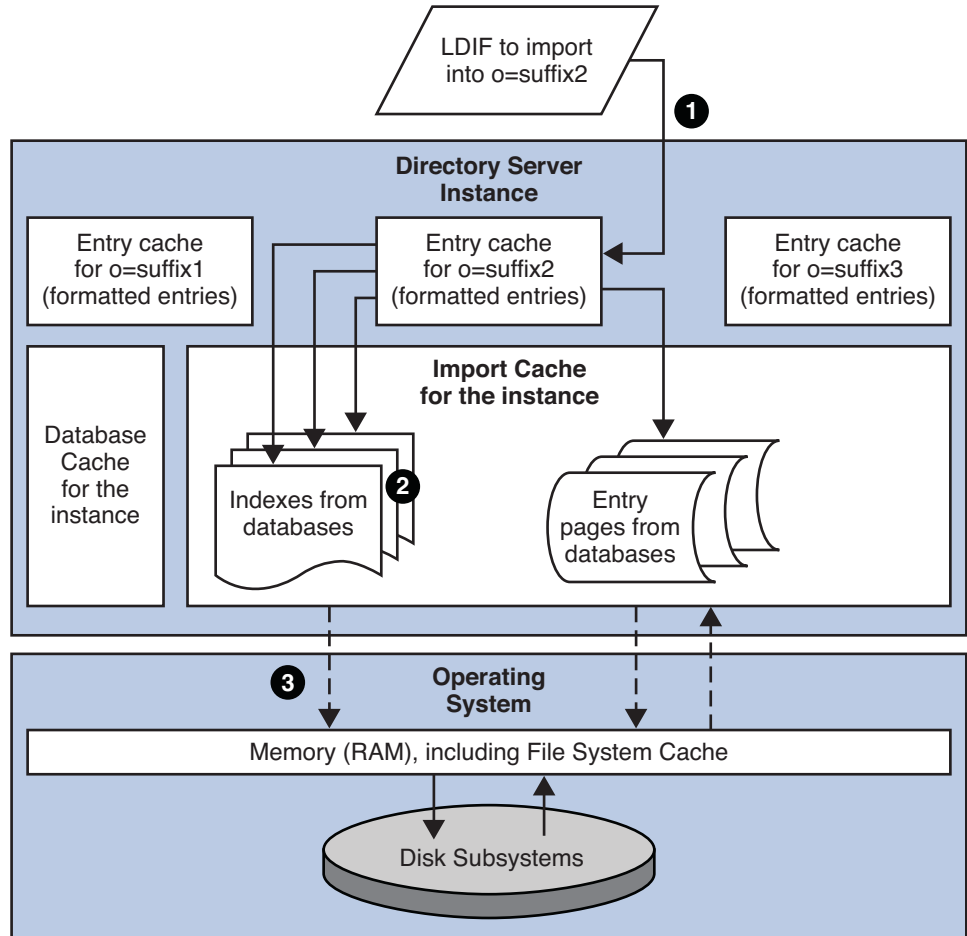 LDIF to import
into o=suffix2
1
Directory Server
Instance
Entry cache
for o=suffix1
(formatted entries)
Entry cache
for o=suffix2
(formatted entries)
Entry cache
for o=suffix3
(formatted entries)
Database
Cache
for the
instance
Import Cache
for the instance
2
Indexes from
databases
Entry
pages from
databases
3
Operating
System
Memory (RAM), including File System Cache
Disk Subsystems